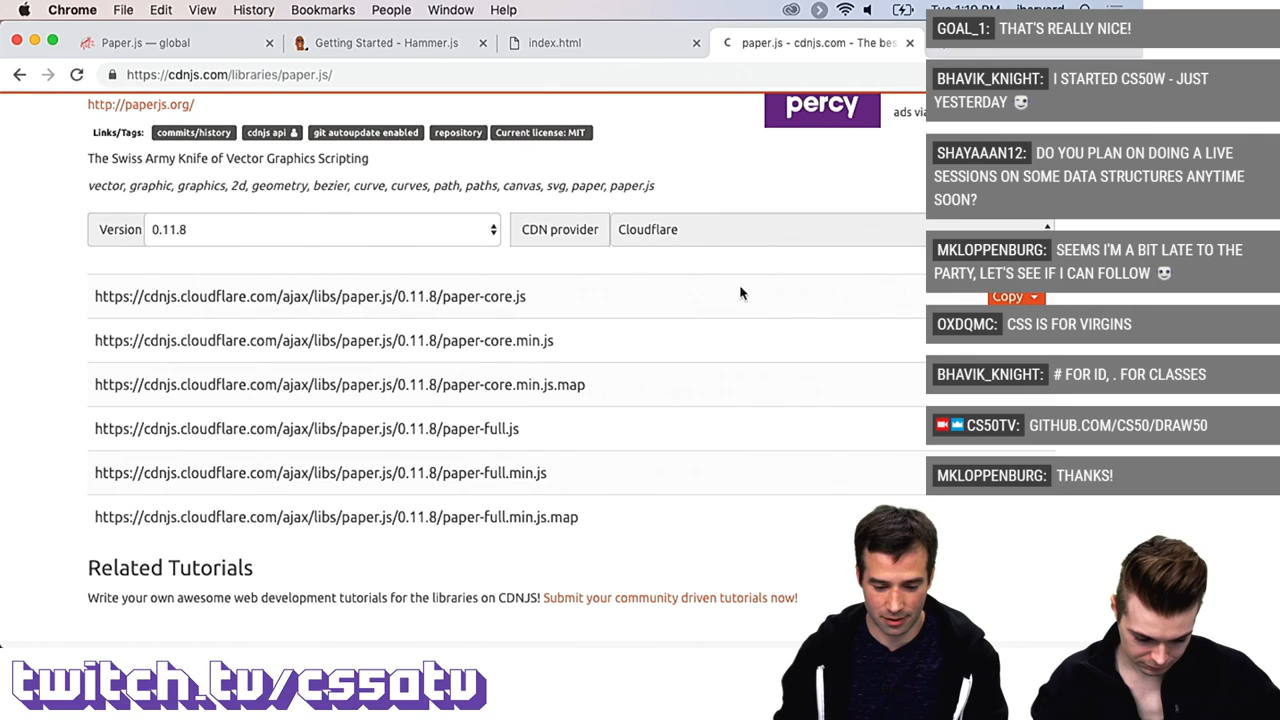 Chrome File Edit View History Bookmarks People Window Help
Paper.js — global
Getting Started - Hammer.js
index.html
C paper.js - cdnjs.com - The bes
https://cdnjs.com/libraries/paper.js/
http://paperjs.org/
percy
ads via
Links/Tags: commits/history cdnjs api git autoupdate enabled repository Current license: MIT
The Swiss Army Knife of Vector Graphics Scripting
vector, graphic, graphics, 2d, geometry, bezier, curve, curves, path, paths, canvas, svg, paper, paper.js
Version 0.11.8 CDN provider Cloudflare
https://cdnjs.cloudflare.com/ajax/libs/paper.js/0.11.8/paper-core.js
Copy
https://cdnjs.cloudflare.com/ajax/libs/paper.js/0.11.8/paper-core.min.js
https://cdnjs.cloudflare.com/ajax/libs/paper.js/0.11.8/paper-core.min.js.map
https://cdnjs.cloudflare.com/ajax/libs/paper.js/0.11.8/paper-full.js
https://cdnjs.cloudflare.com/ajax/libs/paper.js/0.11.8/paper-full.min.js
https://cdnjs.cloudflare.com/ajax/libs/paper.js/0.11.8/paper-full.min.js.map
Related Tutorials
Write your own awesome web development tutorials for the libraries on CDNJS! Submit your community driven tutorials now!
GOAL_1: THAT'S REALLY NICE!
BHAVIK_KNIGHT: I STARTED CS50W - JUST
YESTERDAY
SHAYAAAN12: DO YOU PLAN ON DOING A LIVE
SESSIONS ON SOME DATA STRUCTURES ANYTIME
SOON?
MKLOPPENBURG: SEEMS I'M A BIT LATE TO THE
PARTY, LET'S SEE IF I CAN FOLLOW
OXDQMC: CSS IS FOR VIRGINS
BHAVIK_KNIGHT: # FOR ID, . FOR CLASSES
CS50TV: GITHUB.COM/CS50/DRAW50
MKLOPPENBURG: THANKS!
twitch.tv/cs50tv